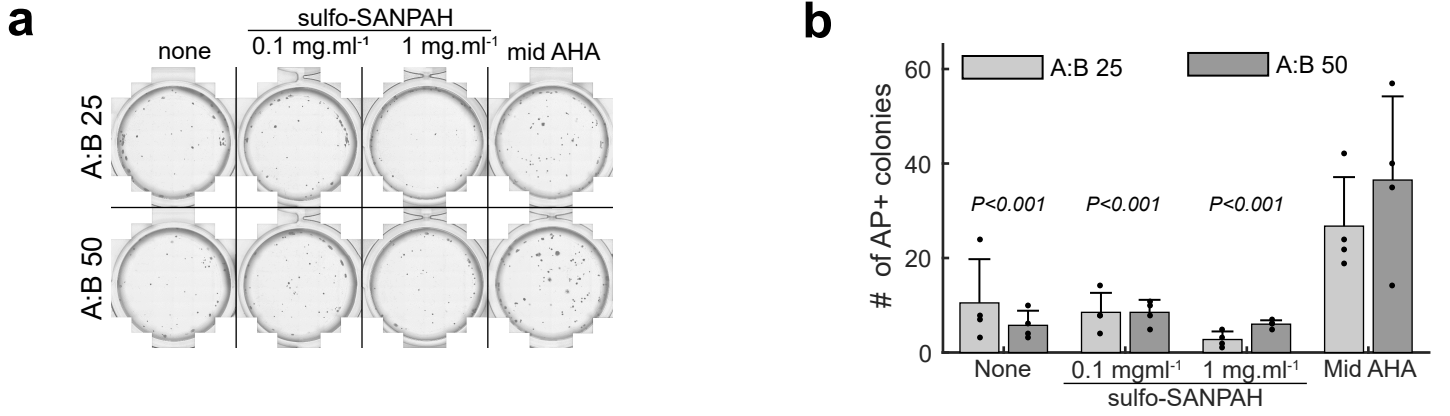 a
sulfo-SANPAH
none
0.1 mg.ml⁻¹
1 mg.ml⁻¹
mid AHA
A:B 25
A:B 50
b
A:B 25
A:B 50
# of AP+ colonies
60
40
20
0
P<0.001
P<0.001
P<0.001
None
0.1 mgml⁻¹
1 mg.ml⁻¹
Mid AHA
sulfo-SANPAH